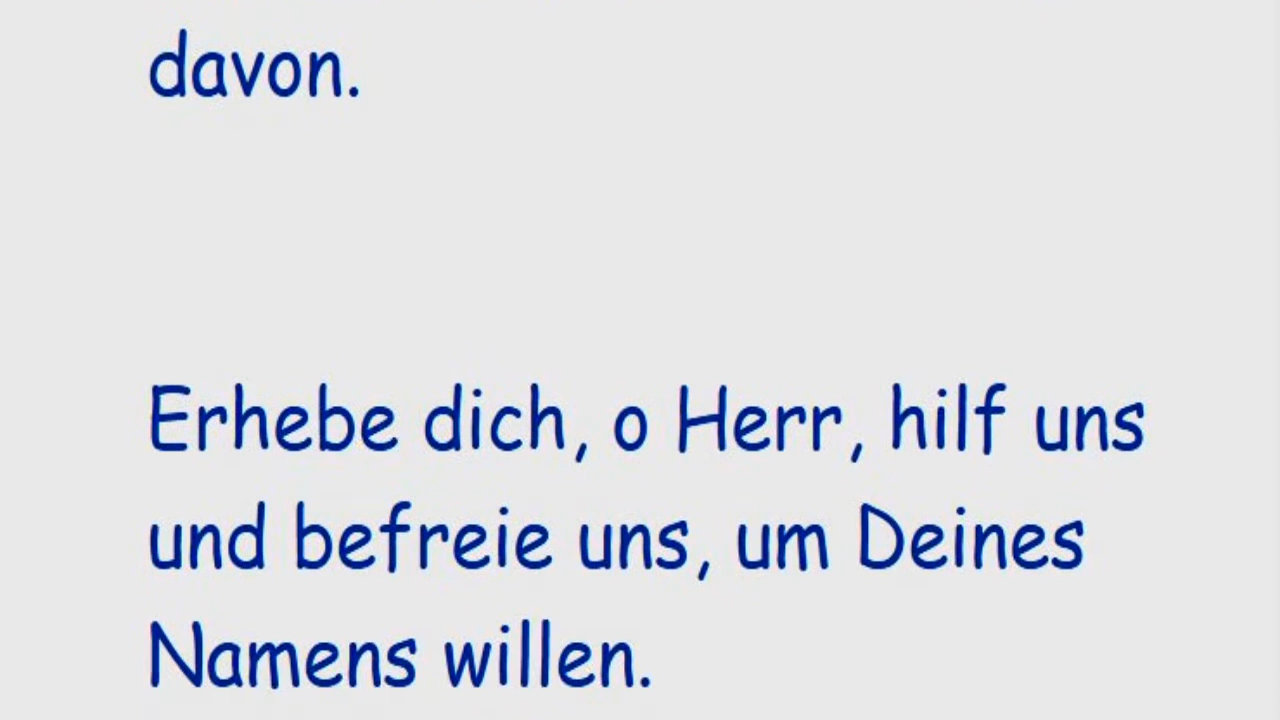 davon.
Erhebe dich, o Herr, hilf uns
und befreie uns, um Deines
Namens willen.